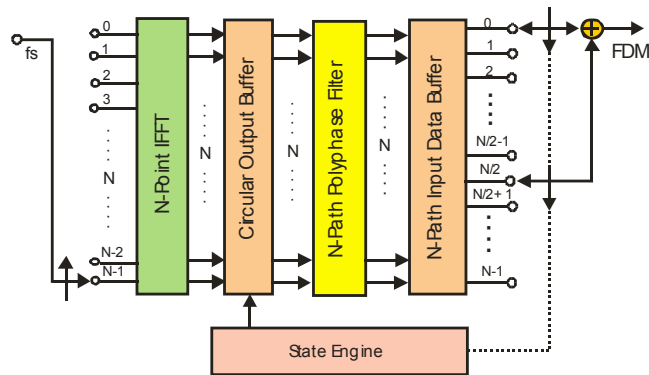 fs
0
1
2
3
N
N-2
N-1
N-Point IFFT
N
Circular Output Buffer
N
N-Path Polyphase Filter
N
N-Path Input Data Buffer
0
1
2
N/2-1
N/2
N/2+1
N-1
+
FDM
State Engine